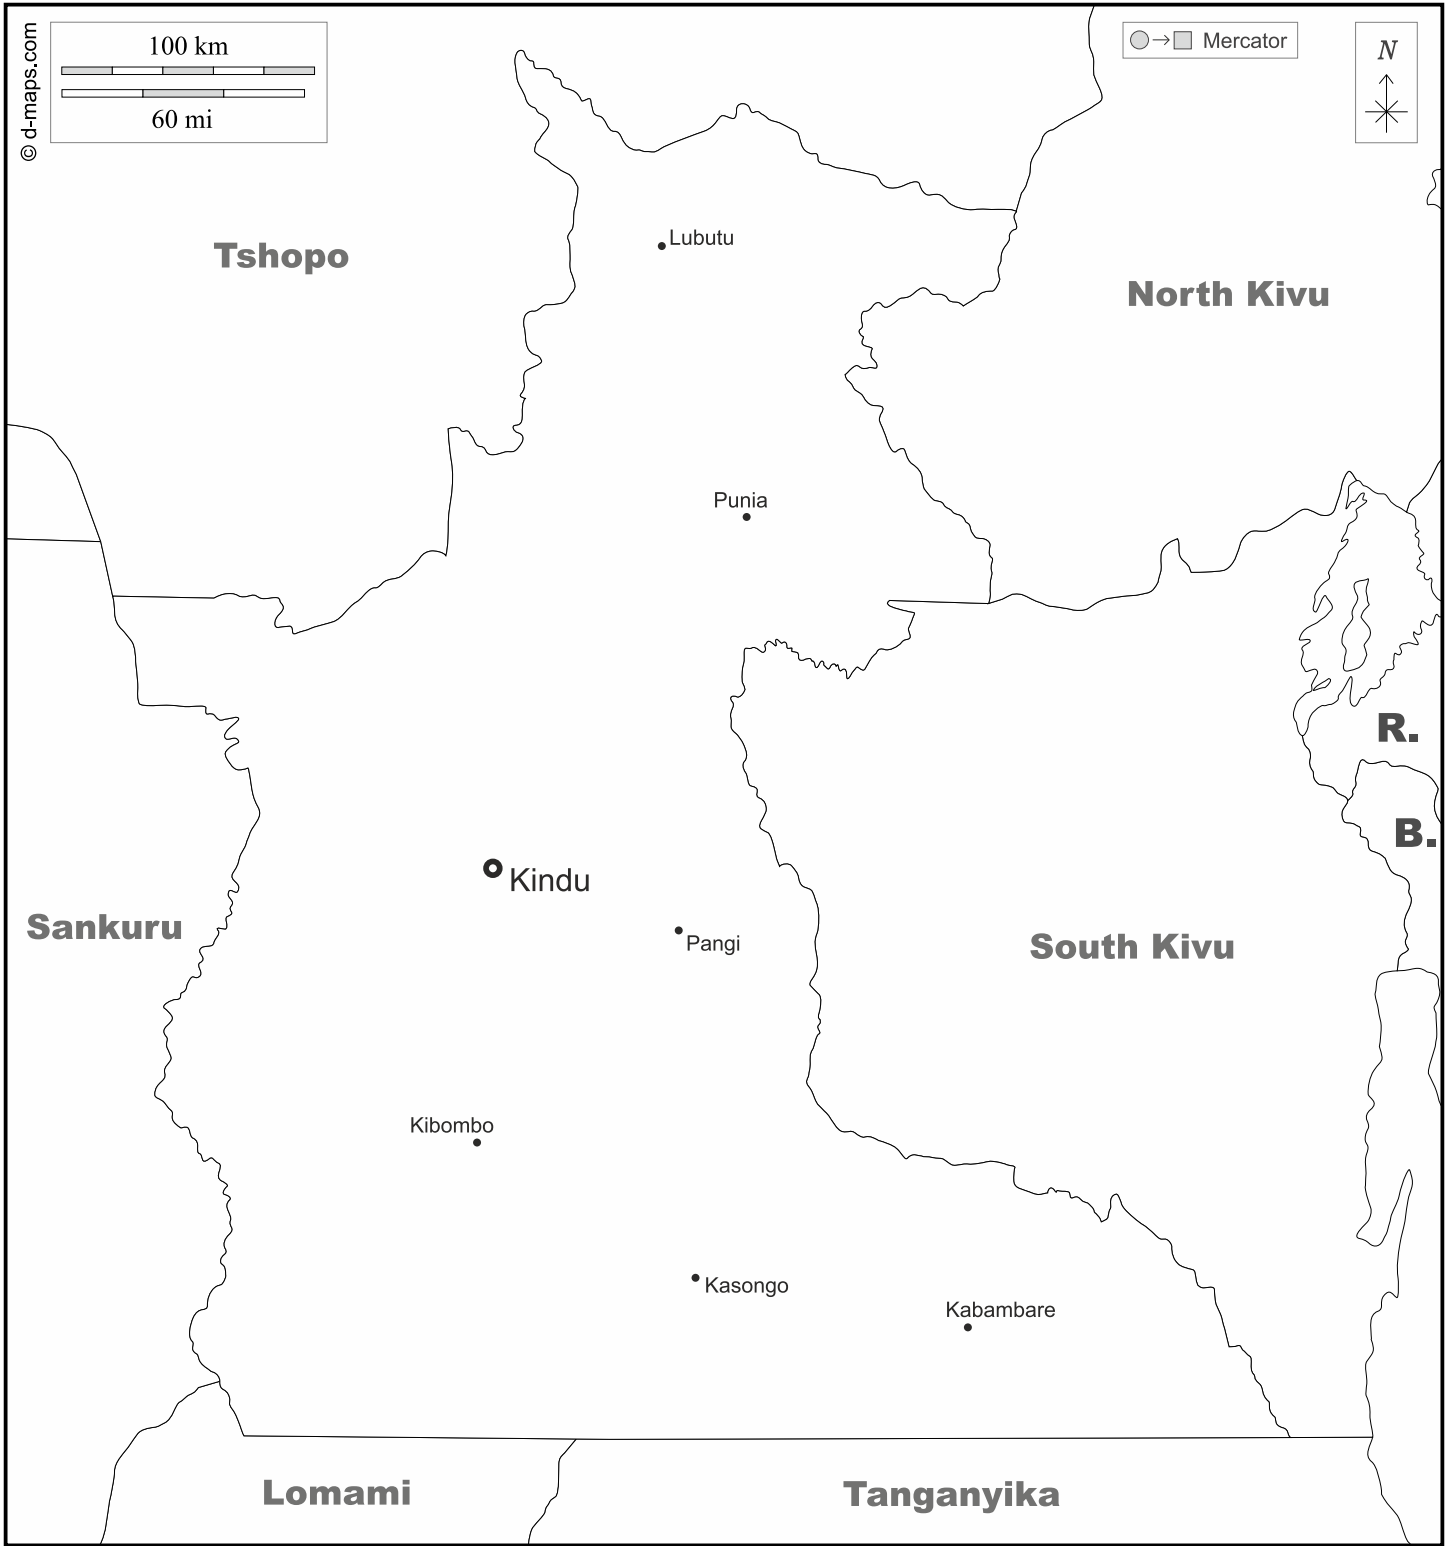 100 km
60 mi
© d-maps.com
Mercator
N
Tshopo
Lubutu
North Kivu
Punia
R.
B.
Kindu
Sankuru
Pangi
South Kivu
Kibombo
Kasongo
Kabambare
Lomami
Tanganyika